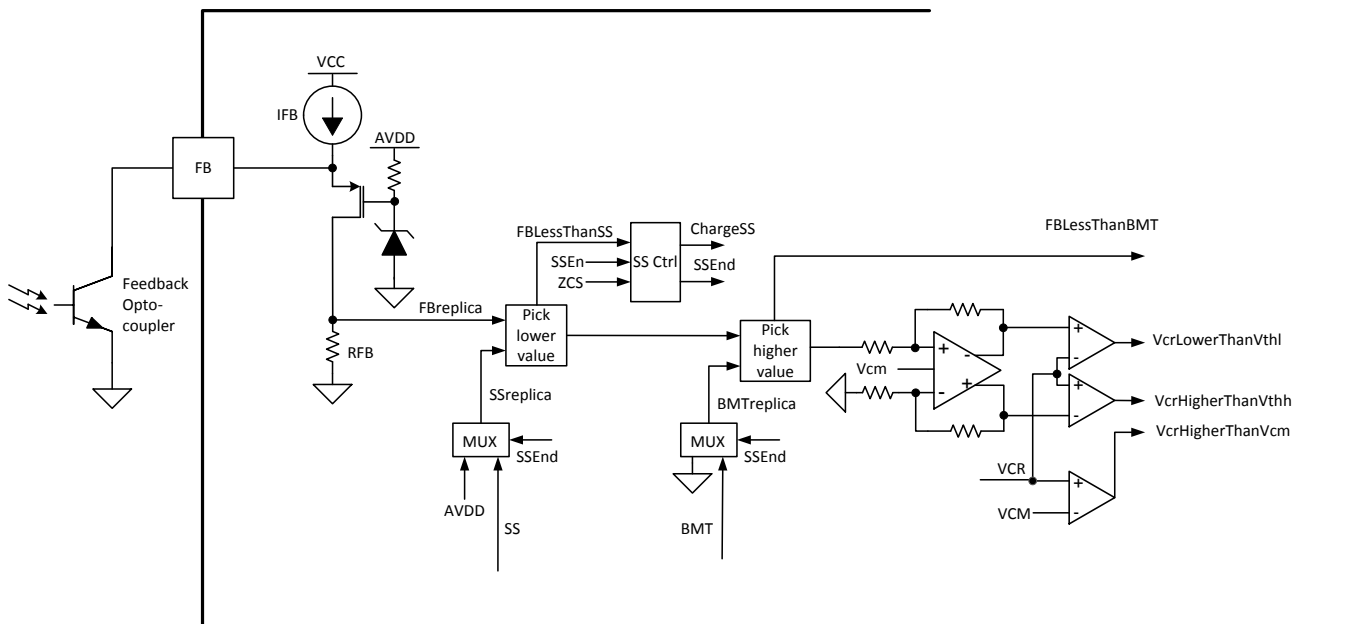 VCC
IFB
AVDD
FB
FBLessThanSS
ChargeSS
FBLessThanBMT
SSEn
SS Ctrl
SSEnd
ZCS
Feedback
Opto-
coupler
FBreplica
Pick
lower
value
Pick
higher
value
RFB
+
-
Vcm
+
-
+
-
VcrLowerThanVthl
+
-
VcrHigherThanVthh
SSreplica
BMTreplica
VcrHigherThanVcm
MUX
SSEnd
MUX
SSEnd
VCR
+
VCM
-
AVDD
SS
BMT